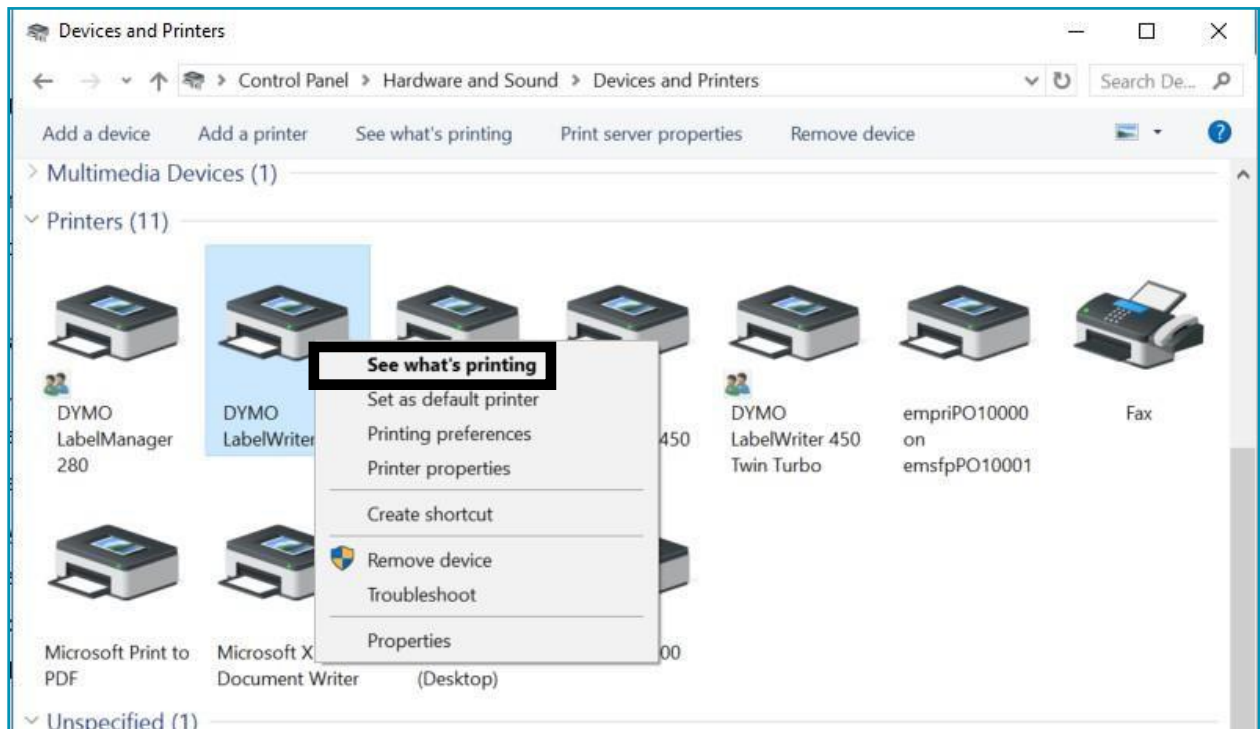 Devices and Printers
Control Panel > Hardware and Sound > Devices and Printers
Search De...
Add a device Add a printer See what's printing Print server properties Remove device
Multimedia Devices (1)
Printers (11)
DYMO
LabelManager
280
DYMO
LabelWriter
450
DYMO
LabelWriter 450
Twin Turbo
empriPO10000
on
emsfpPO10001
Fax
See what's printing
Set as default printer
Printing preferences
Printer properties
Create shortcut
Remove device
Troubleshoot
Properties
Microsoft Print to
PDF
Microsoft X
Document Writer
(Desktop)
00
Unspecified (1)